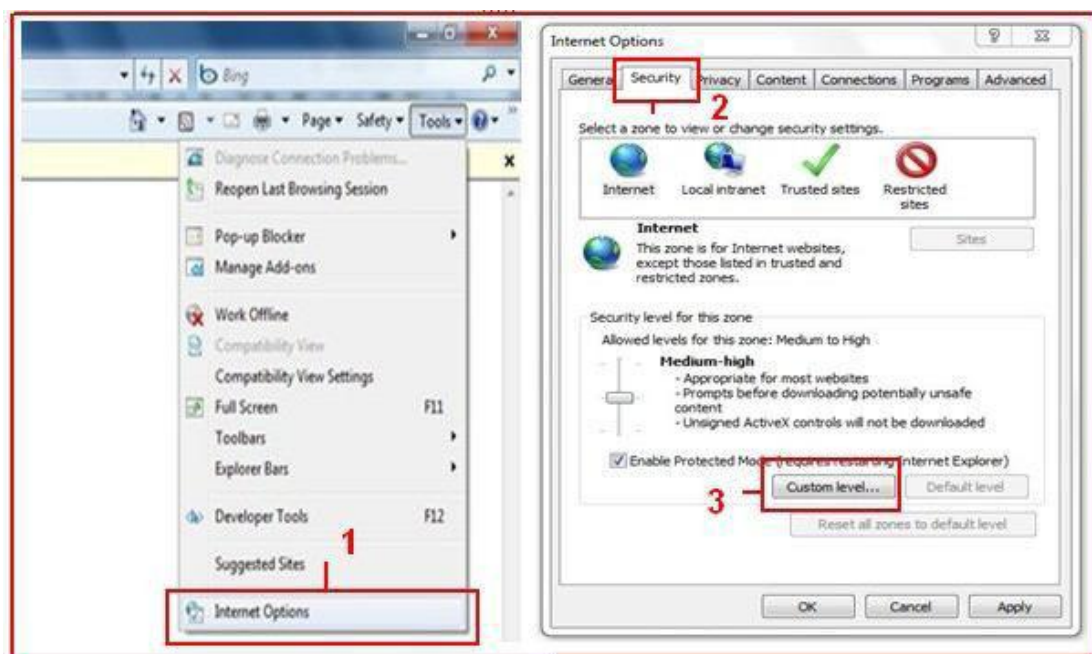 Bing
Page Safety Tools
Diagnose Connection Problems...
Reopen Last Browsing Session
Pop-up Blocker
Manage Add-ons
Work Offline
Compatibility View
Compatibility View Settings
Full Screen F11
Toolbars
Explorer Bars
Developer Tools F12
Suggested Sites
1
Internet Options
Internet Options
General Security Privacy Content Connections Programs Advanced
2
Select a zone to view or change security settings.
Internet Local intranet Trusted sites Restricted
sites
Internet
Sites
This zone is for Internet websites,
except those listed in trusted and
restricted zones.
Security level for this zone
Allowed levels for this zone: Medium to High
Medium-high
- Appropriate for most websites
- Prompts before downloading potentially unsafe
content
- Unsigned ActiveX controls will not be downloaded
Enable Protected Mode (requires restarting Internet Explorer)
3
Custom level... Default level
Reset all zones to default level
OK Cancel Apply